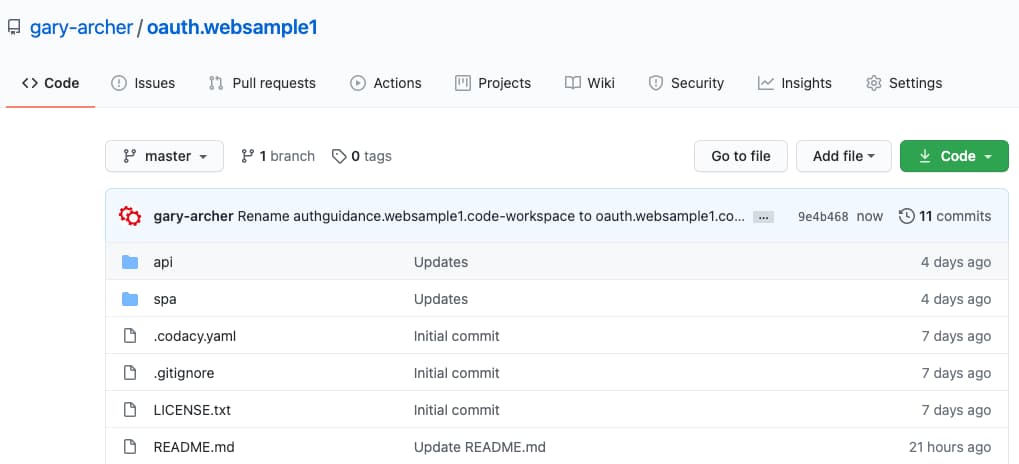 gary-archer / oauth.websample1
Code Issues Pull requests Actions Projects Wiki Security Insights Settings
master 1 branch 0 tags Go to file Add file Code
gary-archer Rename authguidance.websample1.code-workspace to oauth.websample1.co... ... 9e4b468 now 11 commits
api Updates 4 days ago
spa Updates 4 days ago
.codacy.yaml Initial commit 7 days ago
.gitignore Initial commit 7 days ago
LICENSE.txt Initial commit 7 days ago
README.md Update README.md 21 hours ago